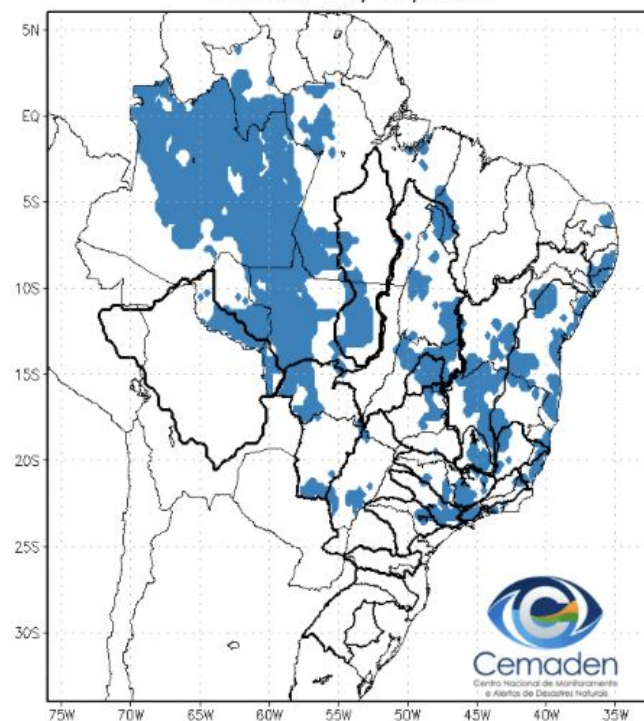 5N
EQ
5S
10S
15S
20S
25S
30S
75W 70W 65W 60W 55W 50W 45W 40W 35W
Cemaden
Centro Nacional de Monitoramento
e Alertas de Desastres Naturais